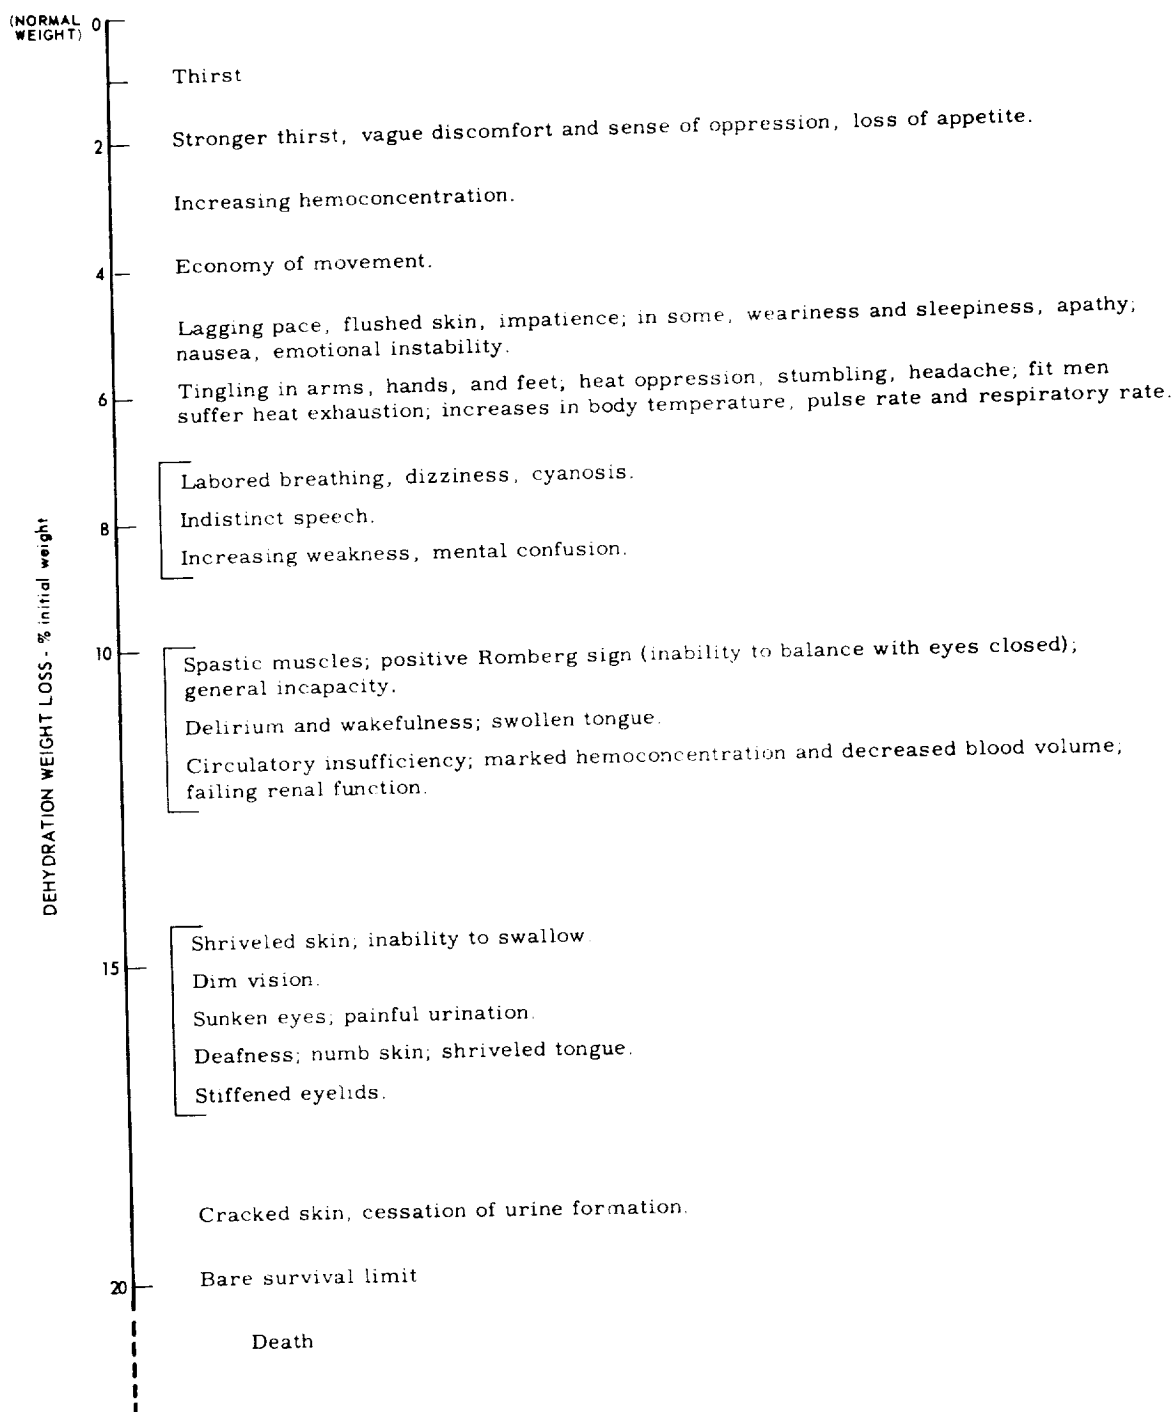 (NORMAL
WEIGHT)
0
Thirst
2
Stronger thirst, vague discomfort and sense of oppression, loss of appetite.
Increasing hemoconcentration.
4
Economy of movement.
Lagging pace, flushed skin, impatience; in some, weariness and sleepiness, apathy;
nausea, emotional instability.
6
Tingling in arms, hands, and feet; heat oppression, stumbling, headache; fit men
suffer heat exhaustion; increases in body temperature, pulse rate and respiratory rate.
Labored breathing, dizziness, cyanosis.
8
Indistinct speech.
Increasing weakness, mental confusion.
DEHYDRATION WEIGHT LOSS - % initial weight
10
Spastic muscles; positive Romberg sign (inability to balance with eyes closed);
general incapacity.
Delirium and wakefulness; swollen tongue.
Circulatory insufficiency; marked hemoconcentration and decreased blood volume;
failing renal function.
Shriveled skin; inability to swallow.
15
Dim vision.
Sunken eyes; painful urination.
Deafness; numb skin; shriveled tongue.
Stiffened eyelids.
Cracked skin, cessation of urine formation.
20
Bare survival limit
Death